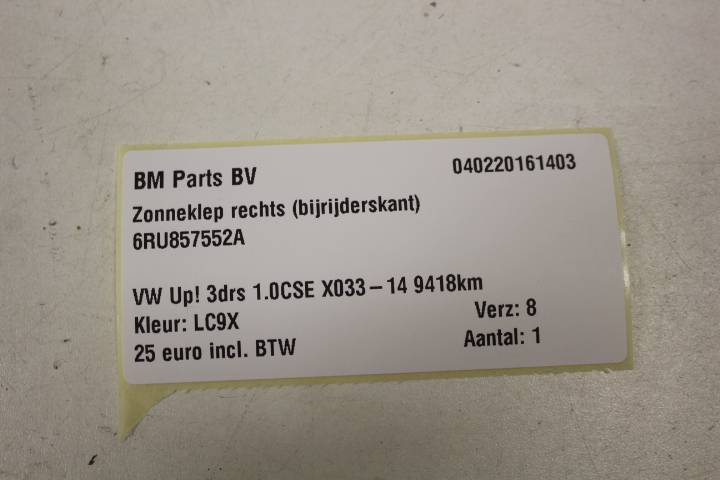 BM Parts BV 040220161403
Zonneklep rechts (bijrijderskant)
6RU857552A
VW Up! 3drs 1.0CSE X033-14 9418km
Kleur: LC9X Verz: 8
25 euro incl. BTW Aantal: 1